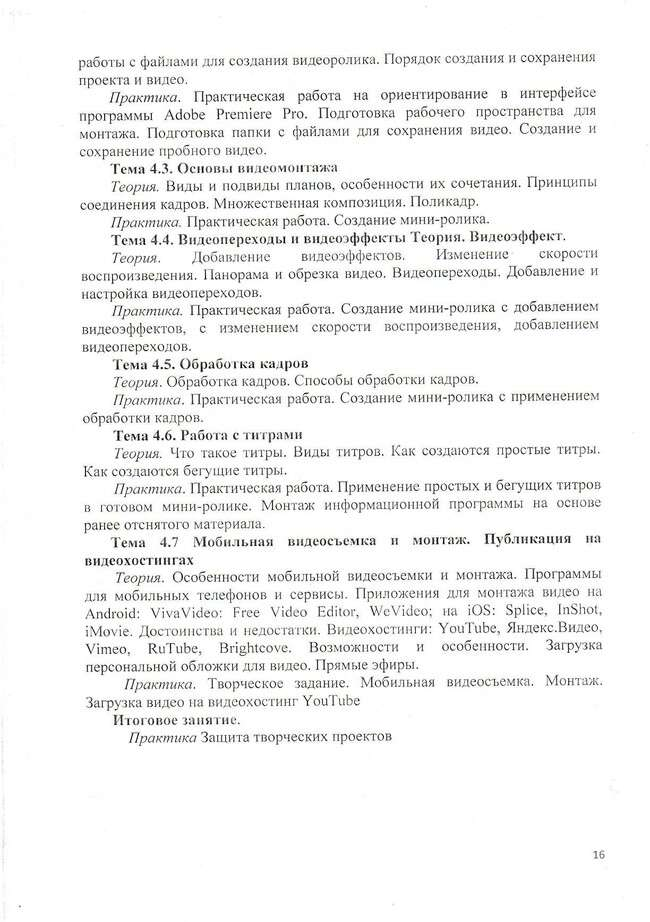 работы с файлами для создания видеоролика. Порядок создания и сохранения
проекта и видео.
Практика. Практическая работа на ориентирование в интерфейсе
программы Adobe Premiere Pro. Подготовка рабочего пространства для
монтажа. Подготовка папки с файлами для сохранения видео. Создание и
сохранение пробного видео.
Тема 4.3. Основы видеомонтажа
Теория. Виды и подвиды планов, особенности их сочетания. Принципы
соединения кадров. Множественная композиция. Поликадр.
Практика. Практическая работа. Создание мини-ролика.
Тема 4.4. Видеопереходы и видеоэффекты Теория. Видеоэффект.
Теория. Добавление видеоэффектов. Изменение скорости
воспроизведения. Панорама и обрезка видео. Видеопереходы. Добавление и
настройка видеопереходов.
Практика. Практическая работа. Создание мини-ролика с добавлением
видеоэффектов, с изменением скорости воспроизведения, добавлением
видеопереходов.
Тема 4.5. Обработка кадров
Теория. Обработка кадров. Способы обработки кадров.
Практика. Практическая работа. Создание мини-ролика с применением
обработки кадров.
Тема 4.6. Работа с титрами
Теория. Что такое титры. Виды титров. Как создаются простые титры.
Как создаются бегущие титры.
Практика. Практическая работа. Применение простых и бегущих титров
в готовом мини-ролике. Монтаж информационной программы на основе
ранее отснятого материала.
Тема 4.7 Мобильная видеосъемка и монтаж. Публикация на
видеохостингах
Теория. Особенности мобильной видеосъемки и монтажа. Программы
для мобильных телефонов и сервисы. Приложения для монтажа видео на
Android: VivaVideo: Free Video Editor, WeVideo; на iOS: Splice, InShot,
iMovie. Достоинства и недостатки. Видеохостинги: YouTube, Яндекс.Видео,
Vimeo, RuTube, Brightcove. Возможности и особенности. Загрузка
персональной обложки для видео. Прямые эфиры.
Практика. Творческое задание. Мобильная видеосъемка. Монтаж.
Загрузка видео на видеохостинг YouTube
Итоговое занятие.
Практика Защита творческих проектов
16